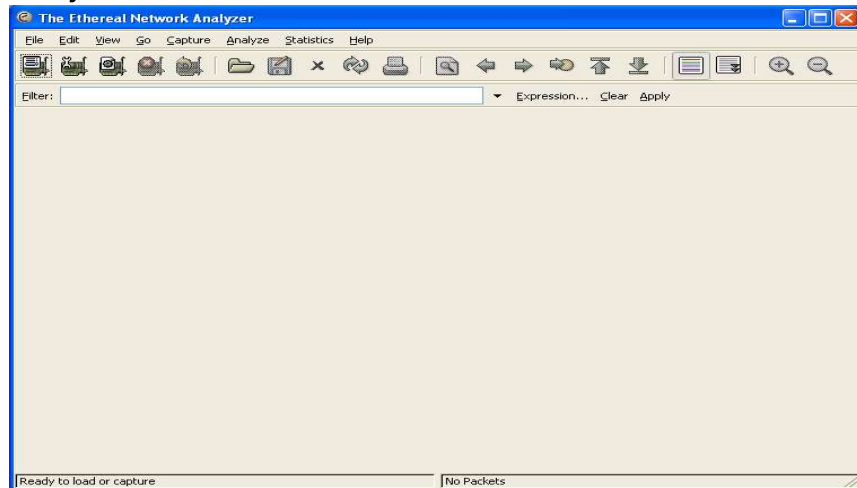 The Ethereal Network Analyzer
File Edit View Go Capture Analyze Statistics Help
Filter: Expression... Clear Apply
Ready to load or capture No Packets